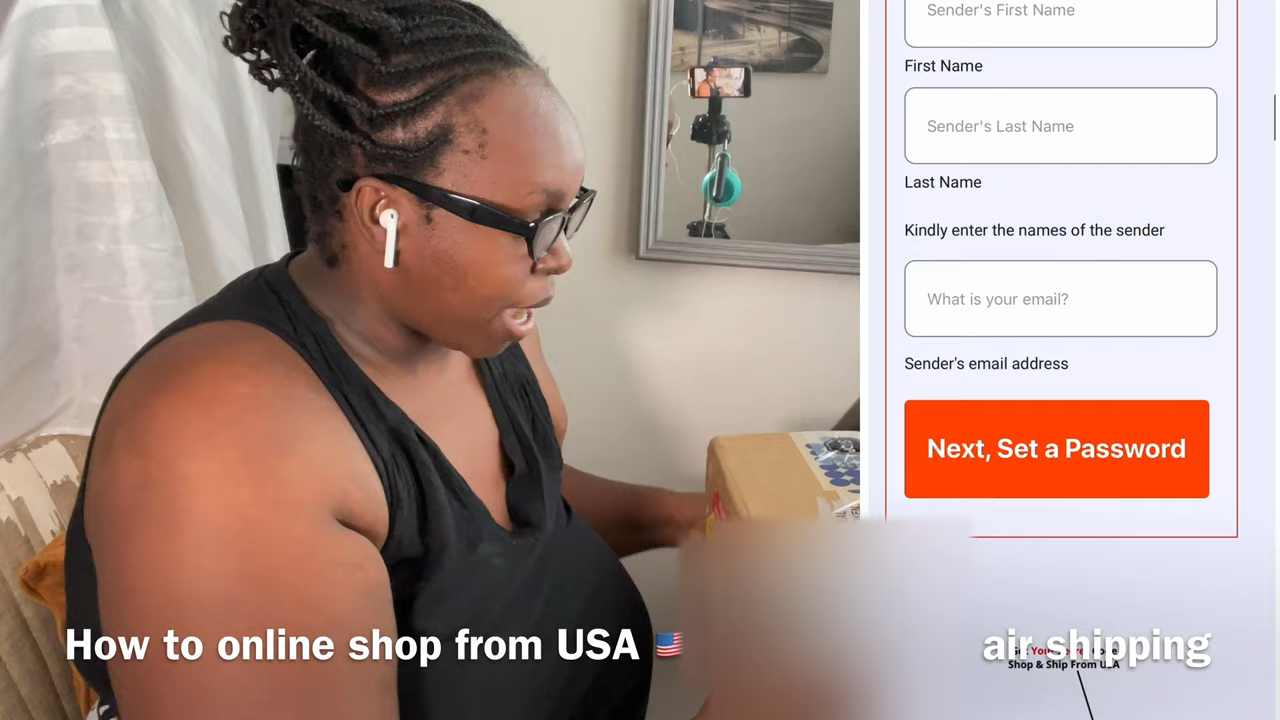 Sender's First Name
First Name
Sender's Last Name
Last Name
Kindly enter the names of the sender
What is your email?
Sender's email address
Next, Set a Password
How to online shop from USA 🇺🇸
air shipping
Shop & Ship From USA